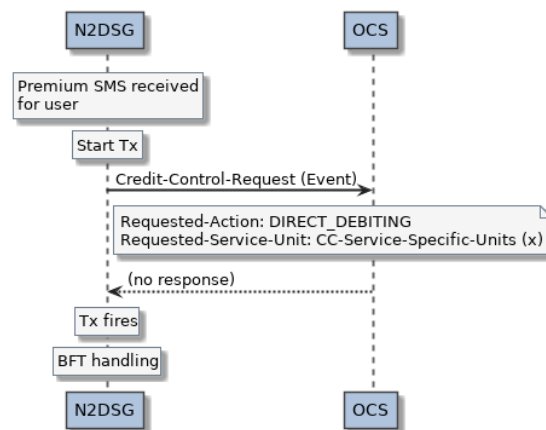 N2DSG
OCS
Premium SMS received
for user
Start Tx
Credit-Control-Request (Event)
Requested-Action: DIRECT_DEBITING
Requested-Service-Unit: CC-Service-Specific-Units (x)
(no response)
Tx fires
BFT handling
N2DSG
OCS